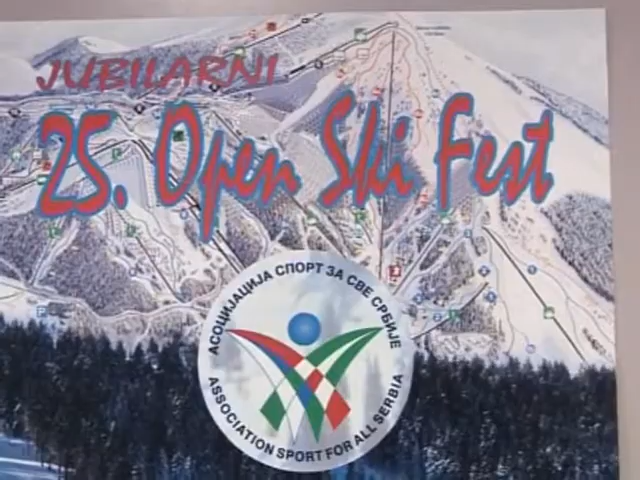 JUBILARNI
25. Open Ski Fest
АСОЦИЈАЦИЈА СПОРТ ЗА СВЕ СРБИЈЕ
ASSOCIATION SPORT FOR ALL SERBIA